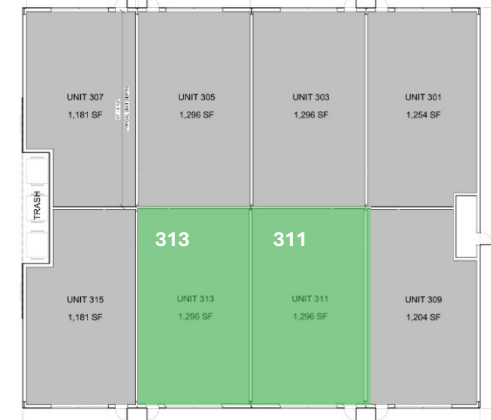 UNIT 307
1,181 SF
UNIT 305
1,296 SF
UNIT 303
1,296 SF
UNIT 301
1,254 SF
TRASH
313
311
UNIT 315
1,181 SF
UNIT 313
1,296 SF
UNIT 311
1,296 SF
UNIT 309
1,204 SF